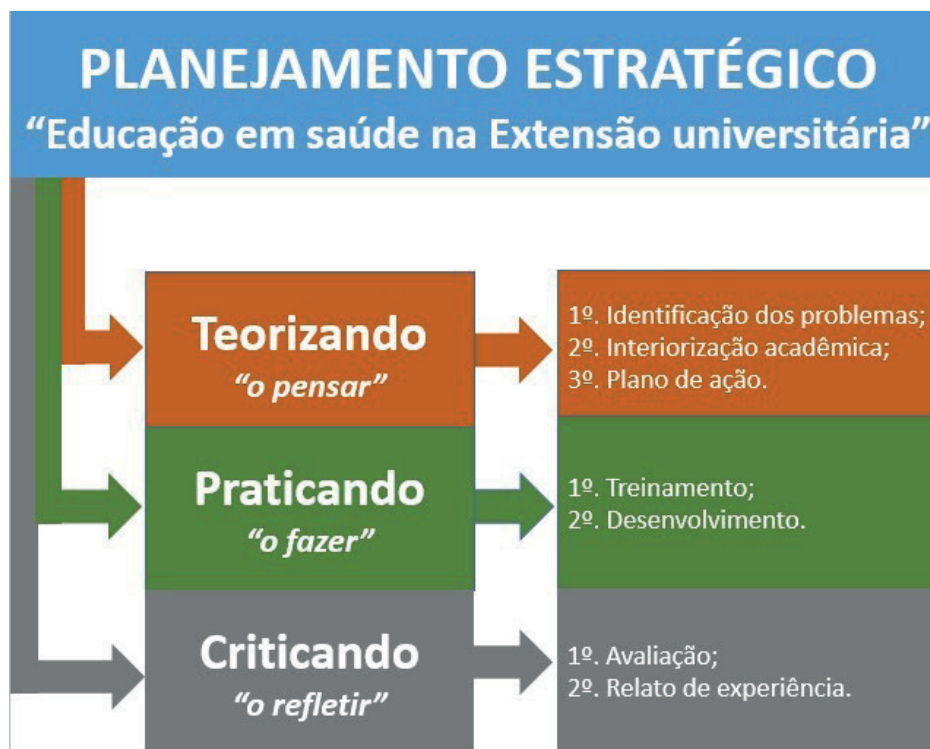 PLANEJAMENTO ESTRATÉGICO
“Educação em saúde na Extensão universitária”
Teorizando
“o pensar”
1º. Identificação dos problemas;
2º. Interiorização acadêmica;
3º. Plano de ação.
Praticando
“o fazer”
1º. Treinamento;
2º. Desenvolvimento.
Criticando
“o refletir”
1º. Avaliação;
2º. Relato de experiência.